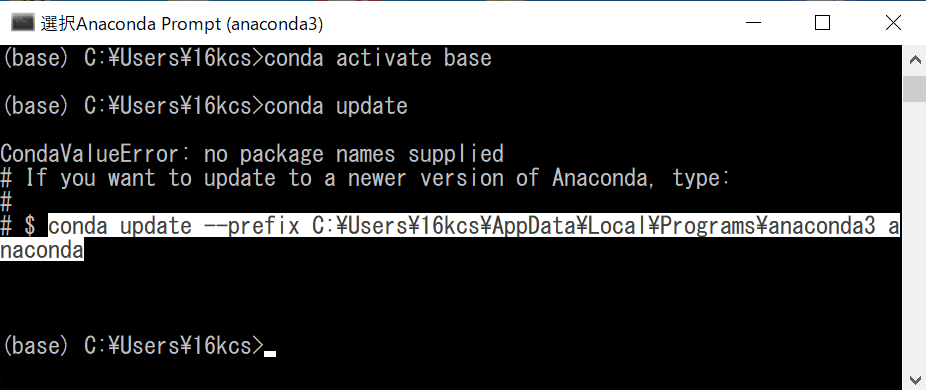 選択Anaconda Prompt (anaconda3)
(base) C:¥Users¥16kcs>conda activate base
(base) C:¥Users¥16kcs>conda update
CondaValueError: no package names supplied
# If you want to update to a newer version of Anaconda, type:
#
# $ conda update --prefix C:¥Users¥16kcs¥AppData¥Local¥Programs¥anaconda3 a
naconda
(base) C:¥Users¥16kcs>